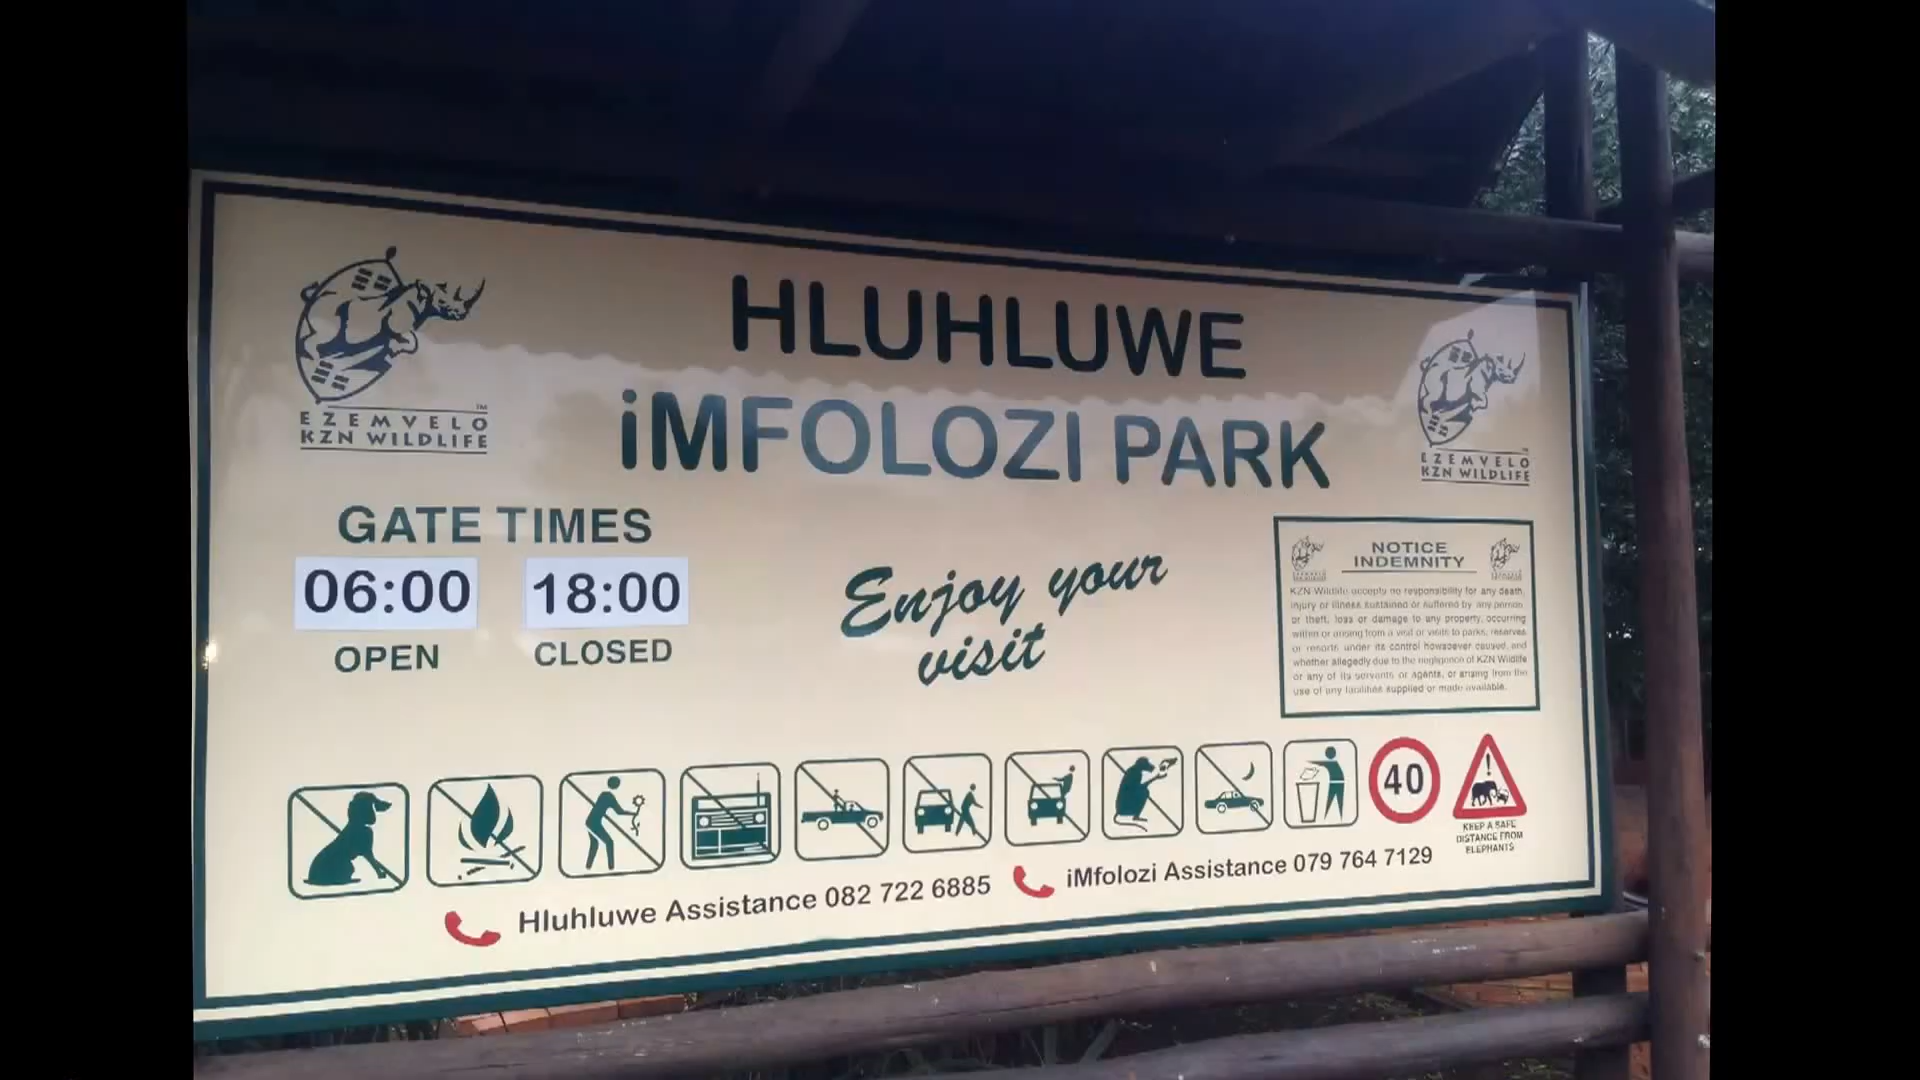 HLUHLUWE
iMFOLOZI PARK
™
EZEMVELO
KZN WILDLIFE
™
EZEMVELO
KZN WILDLIFE
GATE TIMES
06:00 18:00
OPEN CLOSED
Enjoy your
visit
NOTICE
INDEMNITY
KZN Wildlife accepts no responsibility for any death,
injury or illness sustained or suffered by any person
or theft, loss or damage to any property, occurring
within or arising from a visit or visits to parks, reserves
or resorts under its control howsoever caused, and
whether allegedly due to the negligence of KZN Wildlife
or any of its servants or agents, or arising from the
use of any facilities supplied or made available.
40
!
KEEP A SAFE
DISTANCE FROM
ELEPHANTS
Hluhluwe Assistance 082 722 6885
iMfolozi Assistance 079 764 7129